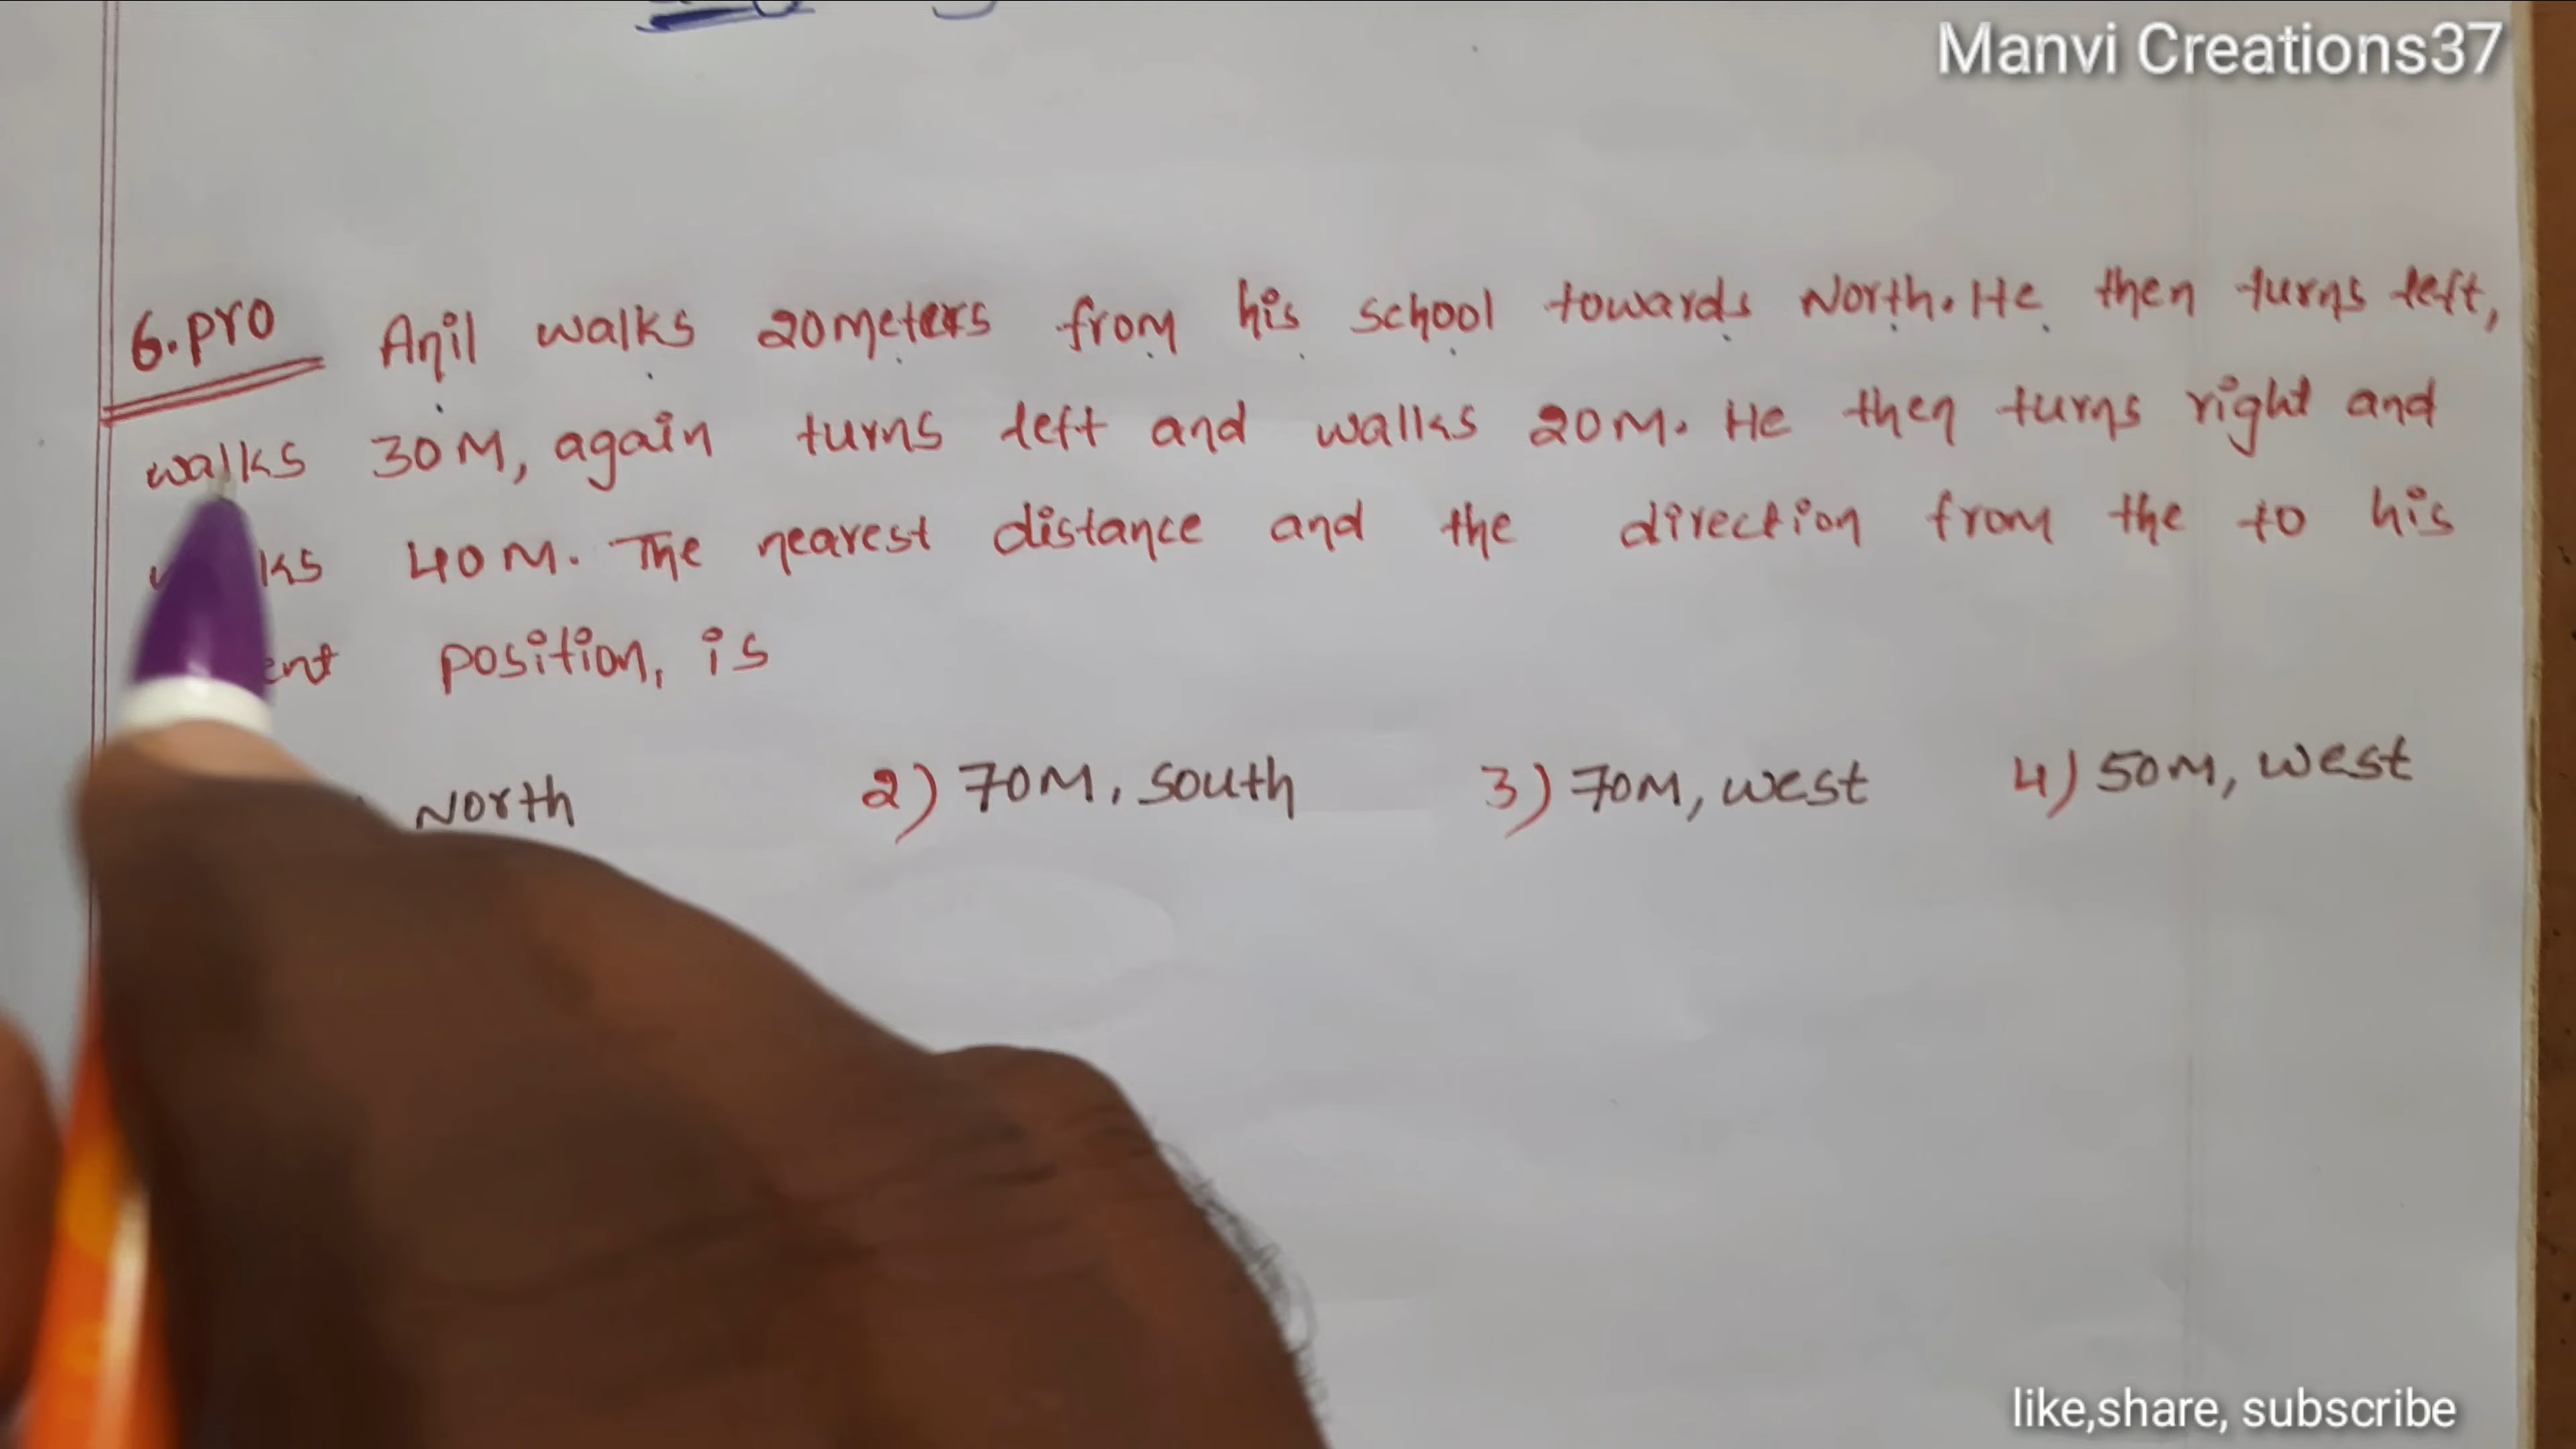 Manvi Creations37
6.pro Anil walks 20meters from his school towards North. He then turns left,
walks 30M, again turns left and walks 20M. He then turns right and
40M. The nearest distance and the direction from the to his
position, is
North 2) 70M, south 3) 70M, west 4) 50M, west
like,share, subscribe